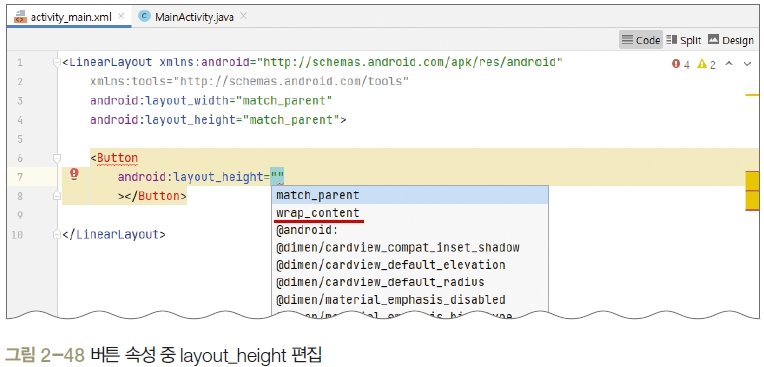 activity_main.xml × MainActivity.java ×
Code Split Design
1 <LinearLayout xmlns:android="http://schemas.android.com/apk/res/android" 4 2
2 xmlns:tools="http://schemas.android.com/tools"
3 android:layout_width="match_parent"
4 android:layout_height="match_parent">
5
6 <Button
7 android:layout_height=""
8 ></Button>
9
10 </LinearLayout>
match_parent
wrap_content
@android:
@dimen/cardview_compat_inset_shadow
@dimen/cardview_default_elevation
@dimen/cardview_default_radius
@dimen/material_emphasis_disabled
그림 2-48 버튼 속성 중 layout_height 편집